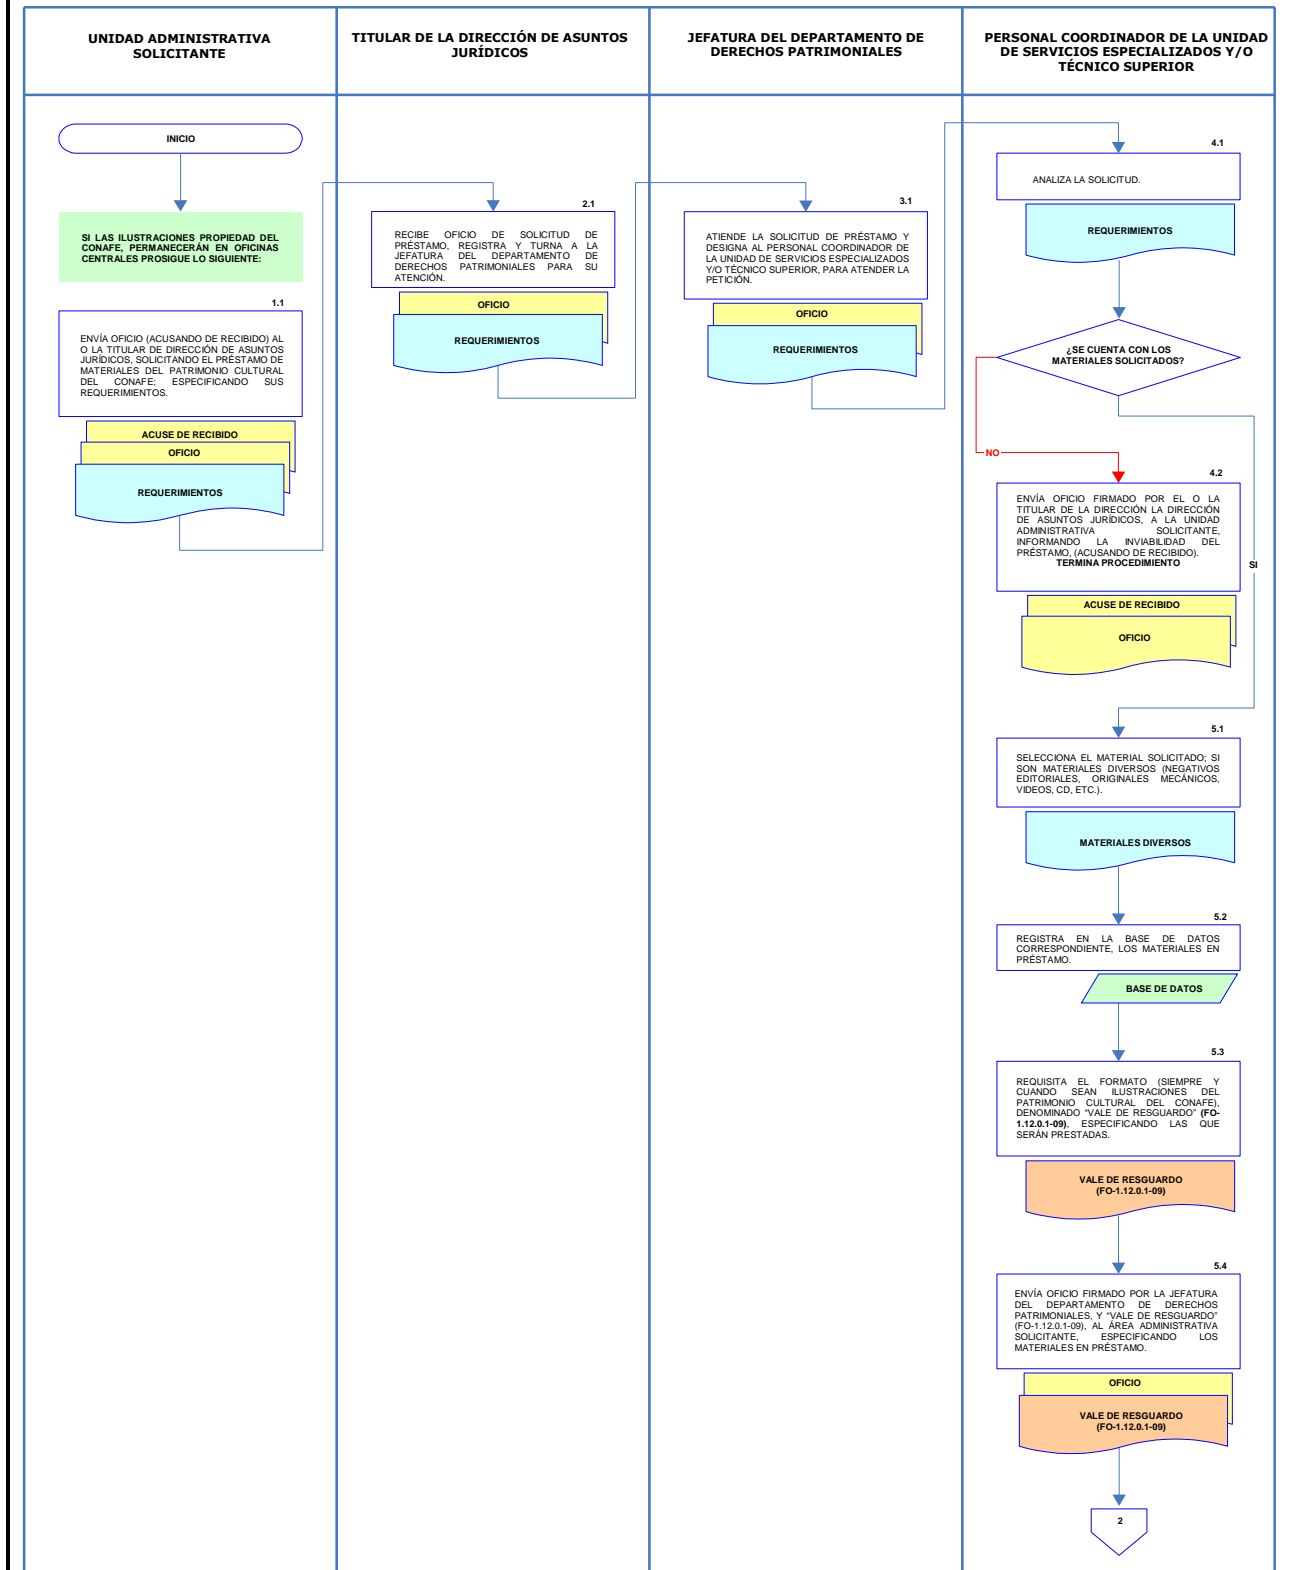 UNIDAD ADMINISTRATIVA
SOLICITANTE
TITULAR DE LA DIRECCIÓN DE ASUNTOS
JURÍDICOS
JEFATURA DEL DEPARTAMENTO DE
DERECHOS PATRIMONIALES
PERSONAL COORDINADOR DE LA UNIDAD
DE SERVICIOS ESPECIALIZADOS Y/O
TÉCNICO SUPERIOR
INICIO
SI LAS ILUSTRACIONES PROPIEDAD DEL
CONAFE, PERMANECERÁN EN OFICINAS
CENTRALES PROSIGUE LO SIGUIENTE:
1.1
ENVÍA OFICIO (ACUSANDO DE RECIBIDO) AL
O LA TITULAR DE DIRECCIÓN DE ASUNTOS
JURÍDICOS, SOLICITANDO EL PRÉSTAMO DE
MATERIALES DEL PATRIMONIO CULTURAL
DEL CONAFE; ESPECIFICANDO SUS
REQUERIMIENTOS.
ACUSE DE RECIBIDO
OFICIO
REQUERIMIENTOS
2.1
RECIBE OFICIO DE SOLICITUD DE
PRÉSTAMO, REGISTRA Y TURNA A LA
JEFATURA DEL DEPARTAMENTO DE
DERECHOS PATRIMONIALES PARA SU
ATENCIÓN.
OFICIO
REQUERIMIENTOS
3.1
ATIENDE LA SOLICITUD DE PRÉSTAMO Y
DESIGNA AL PERSONAL COORDINADOR DE
LA UNIDAD DE SERVICIOS ESPECIALIZADOS
Y/O TÉCNICO SUPERIOR, PARA ATENDER LA
PETICIÓN.
OFICIO
REQUERIMIENTOS
4.1
ANALIZA LA SOLICITUD.
REQUERIMIENTOS
¿SE CUENTA CON LOS
MATERIALES SOLICITADOS?
NO
4.2
ENVÍA OFICIO FIRMADO POR EL O LA
TITULAR DE LA DIRECCIÓN LA DIRECCIÓN
DE ASUNTOS JURÍDICOS, A LA UNIDAD
ADMINISTRATIVA SOLICITANTE,
INFORMANDO LA INVIABILIDAD DEL
PRÉSTAMO, (ACUSANDO DE RECIBIDO).
TERMINA PROCEDIMIENTO
SI
ACUSE DE RECIBIDO
OFICIO
5.1
SELECCIONA EL MATERIAL SOLICITADO; SI
SON MATERIALES DIVERSOS (NEGATIVOS
EDITORIALES, ORIGINALES MECÁNICOS,
VIDEOS, CD, ETC.).
MATERIALES DIVERSOS
5.2
REGISTRA EN LA BASE DE DATOS
CORRESPONDIENTE, LOS MATERIALES EN
PRÉSTAMO.
BASE DE DATOS
5.3
REQUISITA EL FORMATO (SIEMPRE Y
CUANDO SEAN ILUSTRACIONES DEL
PATRIMONIO CULTURAL DEL CONAFE),
DENOMINADO “VALE DE RESGUARDO” (FO-
1.12.0.1-09), ESPECIFICANDO LAS QUE
SERÁN PRESTADAS.
VALE DE RESGUARDO
(FO-1.12.0.1-09)
5.4
ENVÍA OFICIO FIRMADO POR LA JEFATURA
DEL DEPARTAMENTO DE DERECHOS
PATRIMONIALES, Y “VALE DE RESGUARDO”
(FO-1.12.0.1-09), AL ÁREA ADMINISTRATIVA
SOLICITANTE, ESPECIFICANDO LOS
MATERIALES EN PRÉSTAMO.
OFICIO
VALE DE RESGUARDO
(FO-1.12.0.1-09)
2